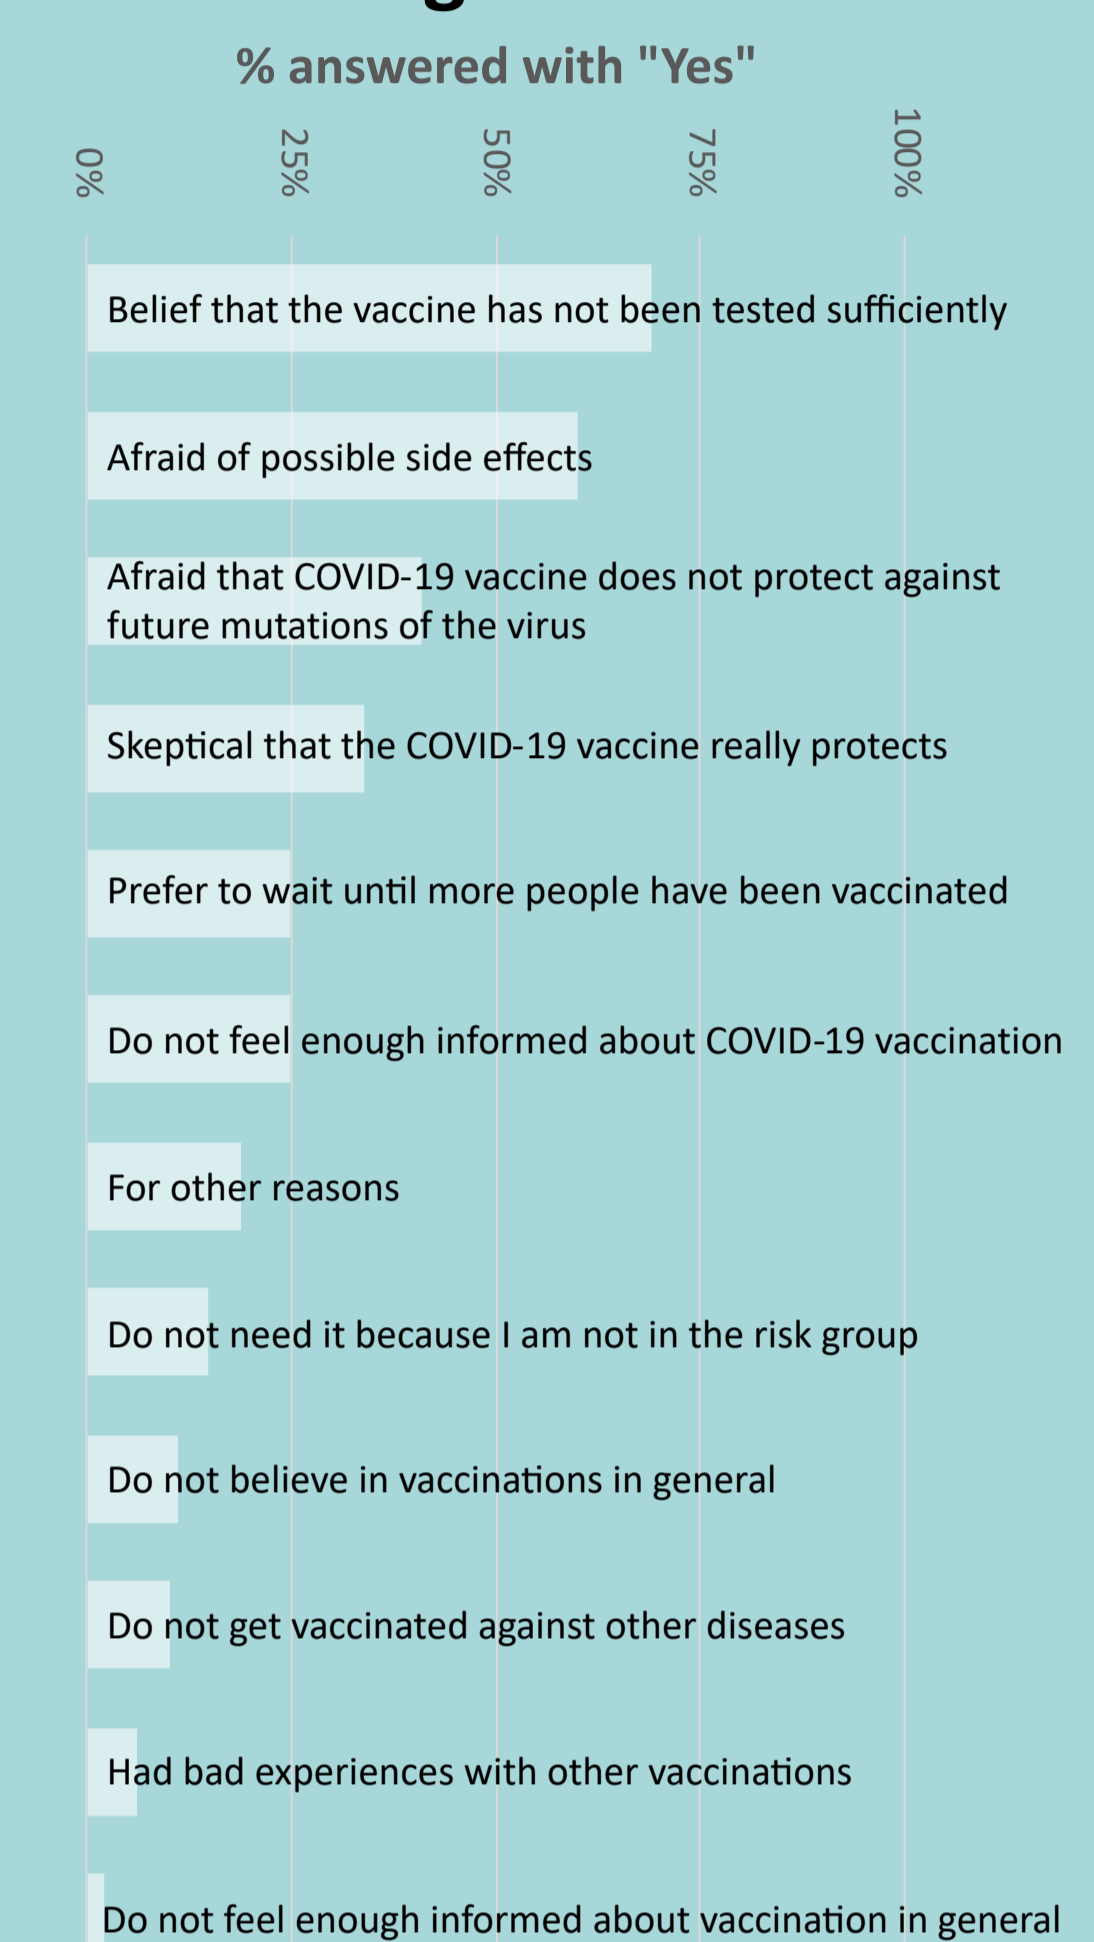 % answered with "Yes"
0%
25%
50%
75%
100%
Belief that the vaccine has not been tested sufficiently
Afraid of possible side effects
Afraid that COVID-19 vaccine does not protect against
future mutations of the virus
Skeptical that the COVID-19 vaccine really protects
Prefer to wait until more people have been vaccinated
Do not feel enough informed about COVID-19 vaccination
For other reasons
Do not need it because I am not in the risk group
Do not believe in vaccinations in general
Do not get vaccinated against other diseases
Had bad experiences with other vaccinations
Do not feel enough informed about vaccination in general